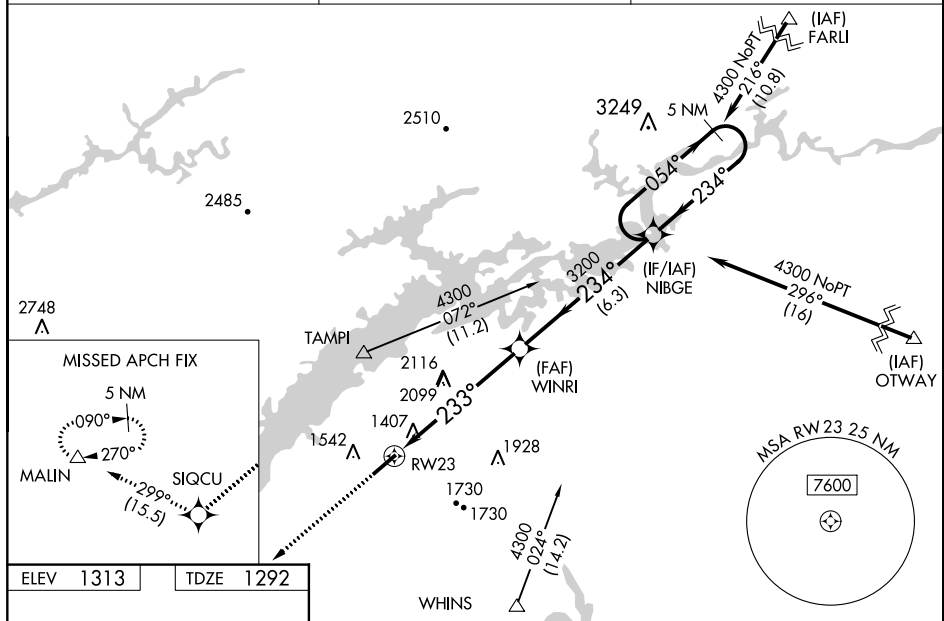 (IAF)
FARLI
4300 NoPT
216°
(10.8)
5 NM
3249
2510
054°
234°
2485
(IF/IAF)
NIBGE
3200
234°
(6.3)
4300 NoPT
296°
(16)
(IAF)
OTWAY
4300
072°
(11.2)
TAMPI
2748
(FAF)
WINRI
2116
2099
233°
1407
1542
RW23
1928
1730
1730
MISSED APCH FIX
5 NM
090°
270°
MALIN
SIQCU
299°
(15.5)
MSA RW 23 25 NM
7600
4300
024°
(14.2)
WHINS
ELEV 1313
TDZE 1292